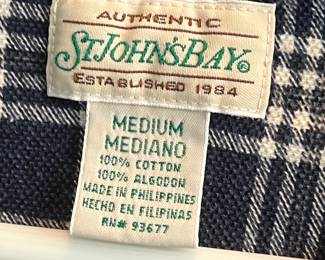 AUTHENTIC
ST JOHN'S BAY®
ESTABLISHED 1984
MEDIUM
MEDIANO
100% COTTON
100% ALGODON
MADE IN PHILIPPINES
HECHO EN FILIPINAS
RN# 93677